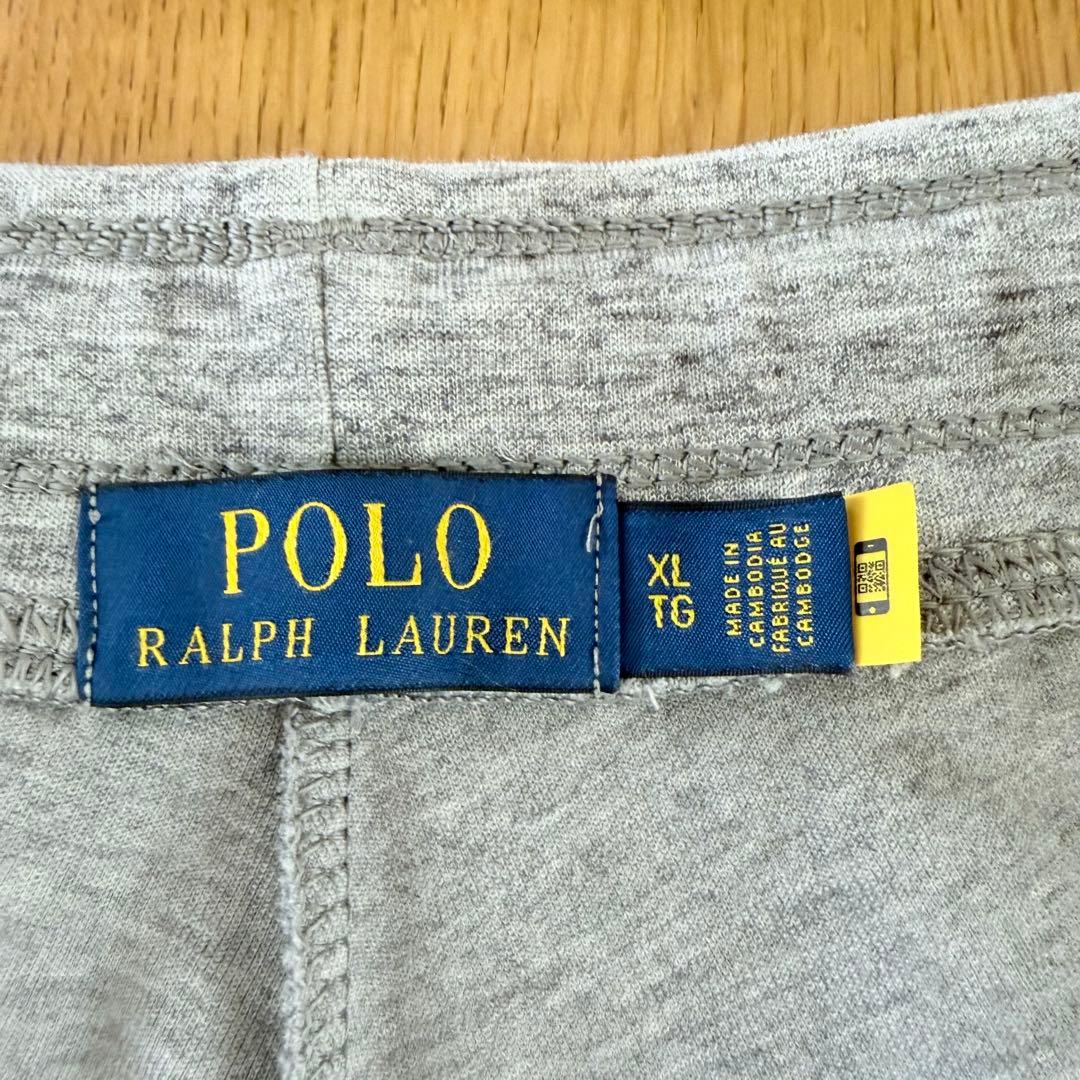 POLO
RALPH LAUREN
XL
TG
MADE IN
CAMBODIA
FABRIQUÉ AU
CAMBODGE